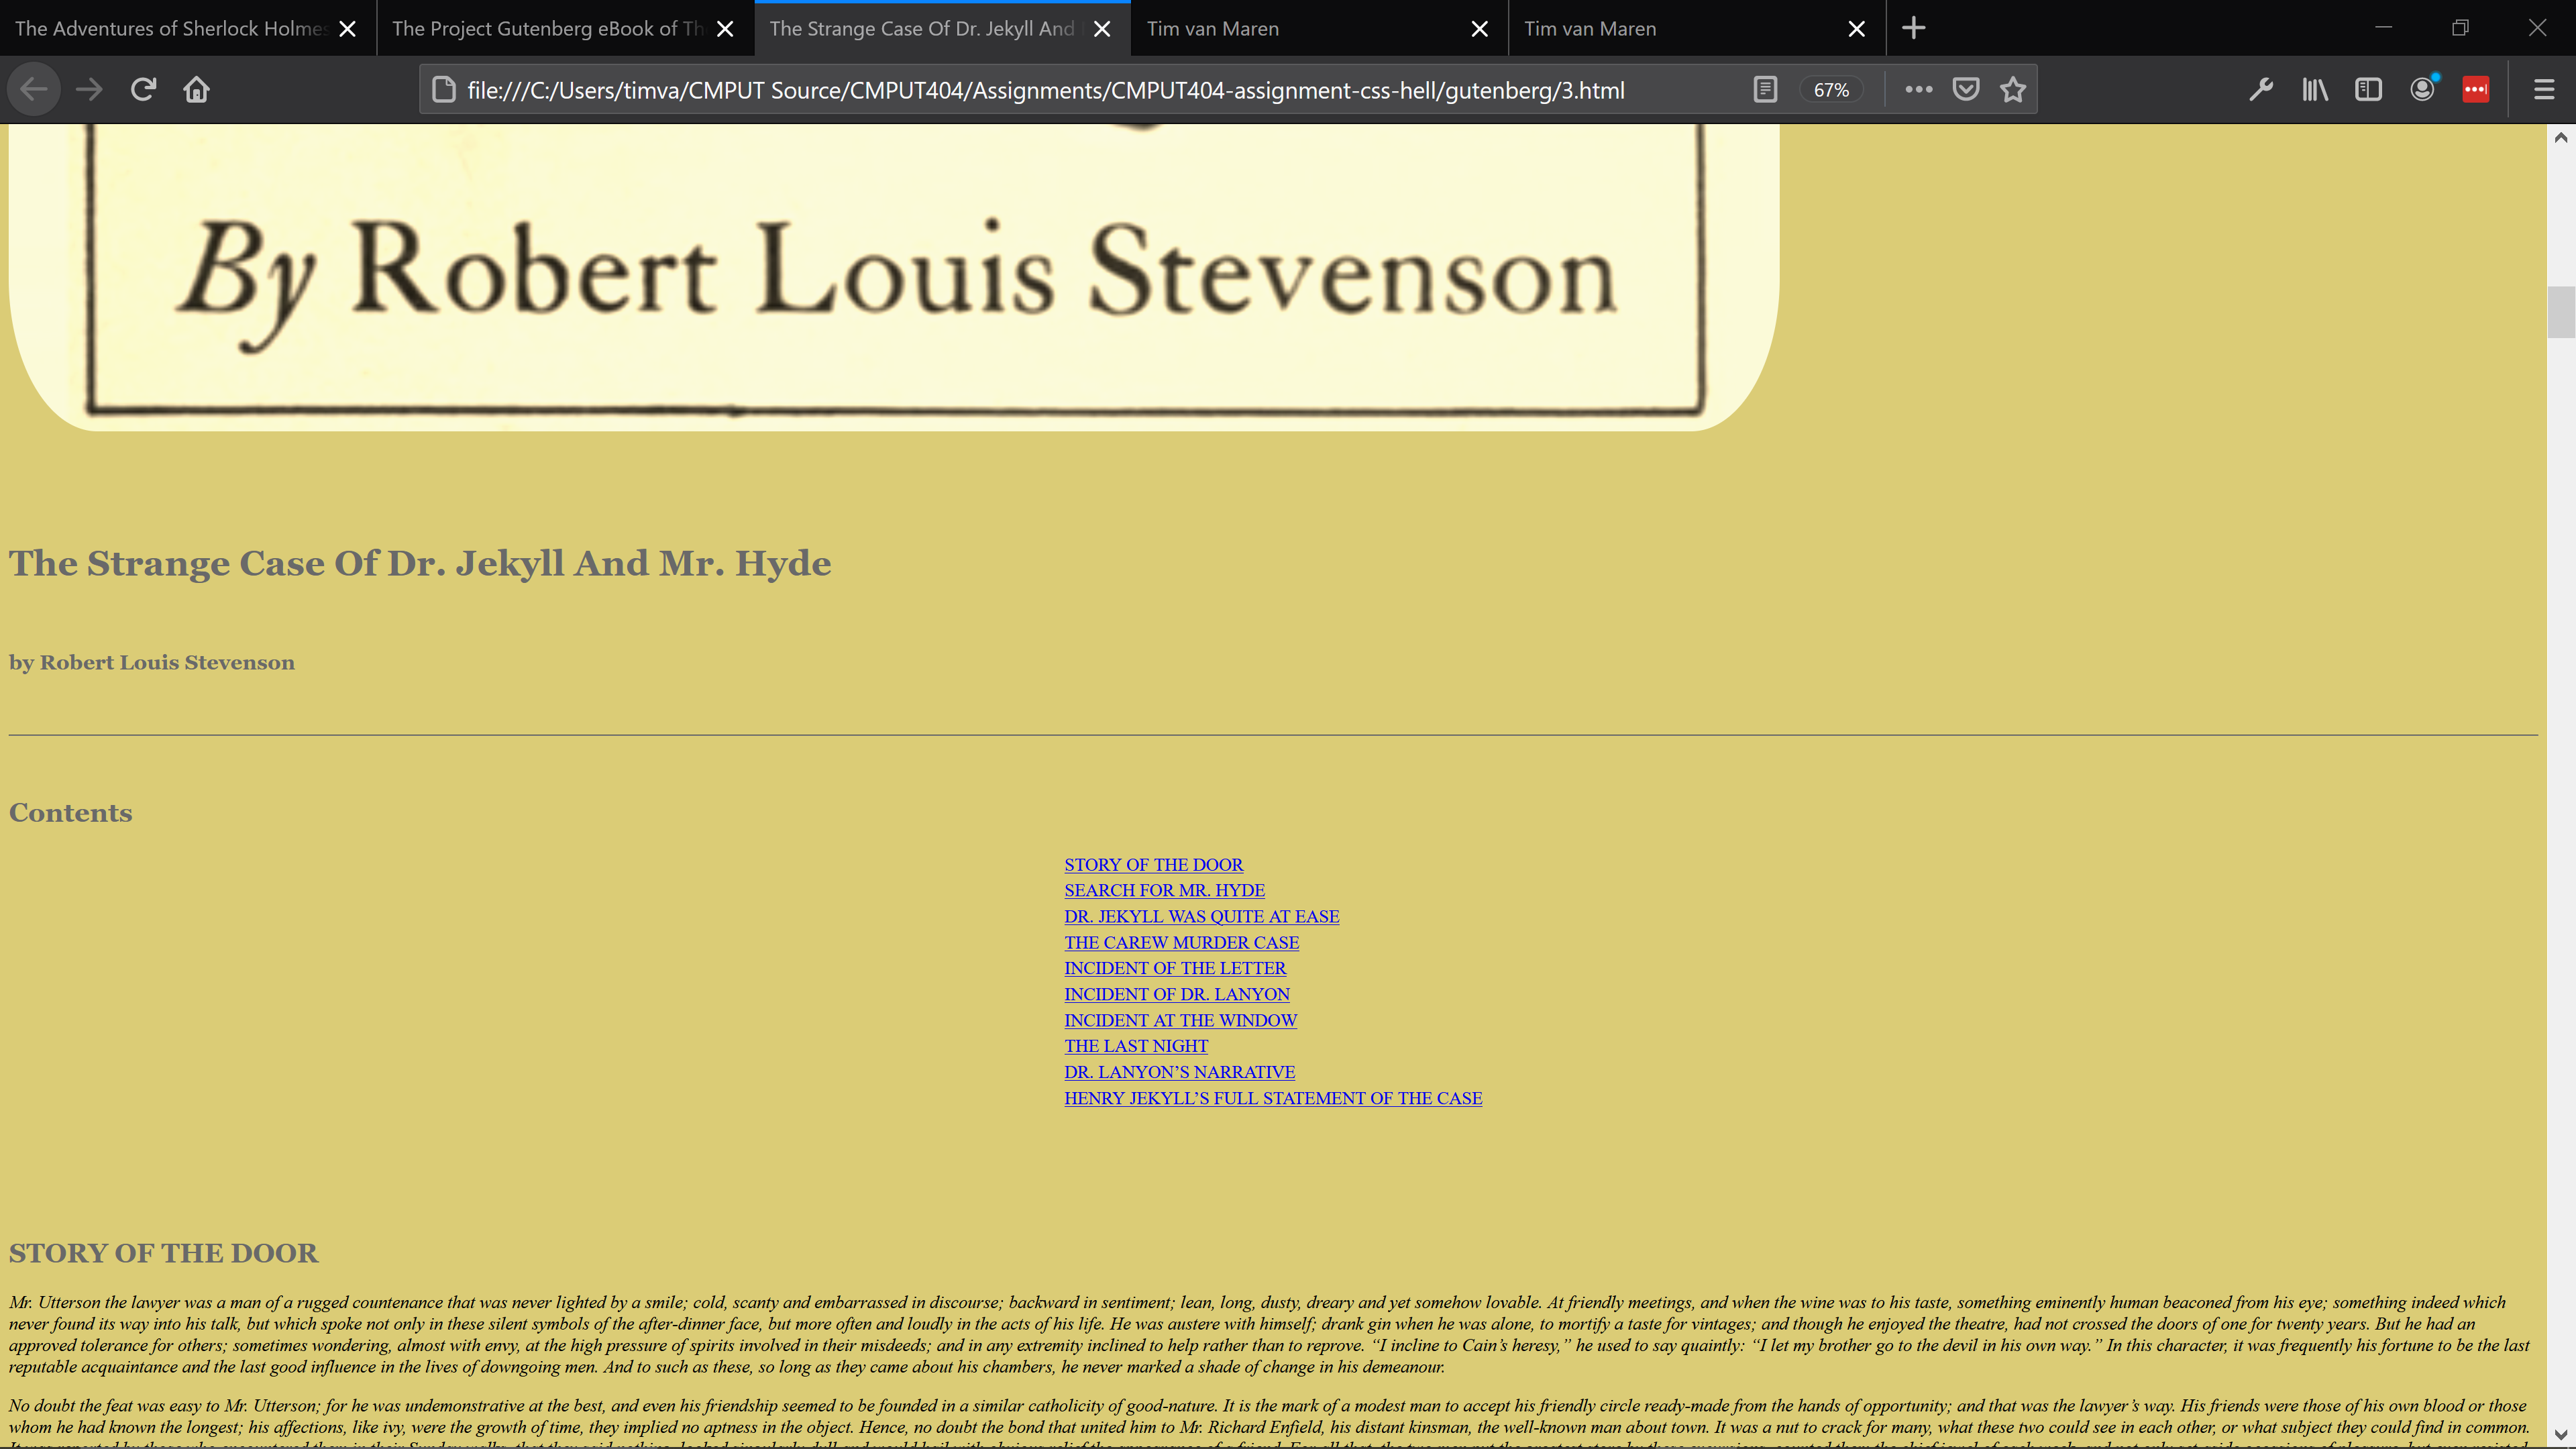 The Adventures of Sherlock Holmes
The Project Gutenberg eBook of Th
The Strange Case Of Dr. Jekyll And
Tim van Maren
Tim van Maren
file:///C:/Users/timva/CMPUT Source/CMPUT404/Assignments/CMPUT404-assignment-css-hell/gutenberg/3.html
67%
By Robert Louis Stevenson
The Strange Case Of Dr. Jekyll And Mr. Hyde
by Robert Louis Stevenson
Contents
STORY OF THE DOOR
SEARCH FOR MR. HYDE
DR. JEKYLL WAS QUITE AT EASE
THE CAREW MURDER CASE
INCIDENT OF THE LETTER
INCIDENT OF DR. LANYON
INCIDENT AT THE WINDOW
THE LAST NIGHT
DR. LANYON’S NARRATIVE
HENRY JEKYLL’S FULL STATEMENT OF THE CASE
STORY OF THE DOOR
Mr. Utterson the lawyer was a man of a rugged countenance that was never lighted by a smile; cold, scanty and embarrassed in discourse; backward in sentiment; lean, long, dusty, dreary and yet somehow lovable. At friendly meetings, and when the wine was to his taste, something eminently human beaconed from his eye; something indeed which
never found its way into his talk, but which spoke not only in these silent symbols of the after-dinner face, but more often and loudly in the acts of his life. He was austere with himself; drank gin when he was alone, to mortify a taste for vintages; and though he enjoyed the theatre, had not crossed the doors of one for twenty years. But he had an
approved tolerance for others; sometimes wondering, almost with envy, at the high pressure of spirits involved in their misdeeds; and in any extremity inclined to help rather than to reprove. “I incline to Cain’s heresy,” he used to say quaintly: “I let my brother go to the devil in his own way.” In this character, it was frequently his fortune to be the last
reputable acquaintance and the last good influence in the lives of downgoing men. And to such as these, so long as they came about his chambers, he never marked a shade of change in his demeanour.
No doubt the feat was easy to Mr. Utterson; for he was undemonstrative at the best, and even his friendship seemed to be founded in a similar catholicity of good-nature. It is the mark of a modest man to accept his friendly circle ready-made from the hands of opportunity; and that was the lawyer’s way. His friends were those of his own blood or those
whom he had known the longest; his affections, like ivy, were the growth of time, they implied no aptness in the object. Hence, no doubt the bond that united him to Mr. Richard Enfield, his distant kinsman, the well-known man about town. It was a nut to crack for many, what these two could see in each other, or what subject they could find in common.